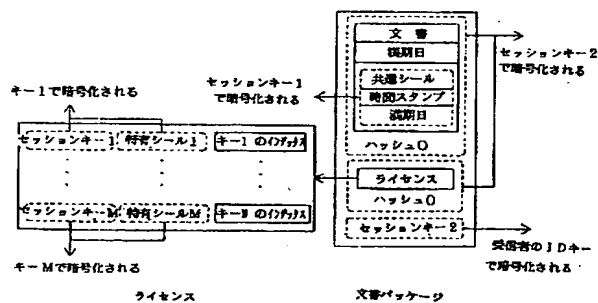 文 書
満期日
共通シール
時間スタンプ
満期日
ハッシュ()
ライセンス
ハッシュ()
セッションキー2
文書パッケージ
セッションキー2
で暗号化される
セッションキー1
で暗号化される
受信者のIDキー
で暗号化される
キー1で暗号化される
セッションキー1 特有シール1 キー1 のインデックス
セッションキーM 特有シールM キーM のインデックス
キーMで暗号化される
ライセンス